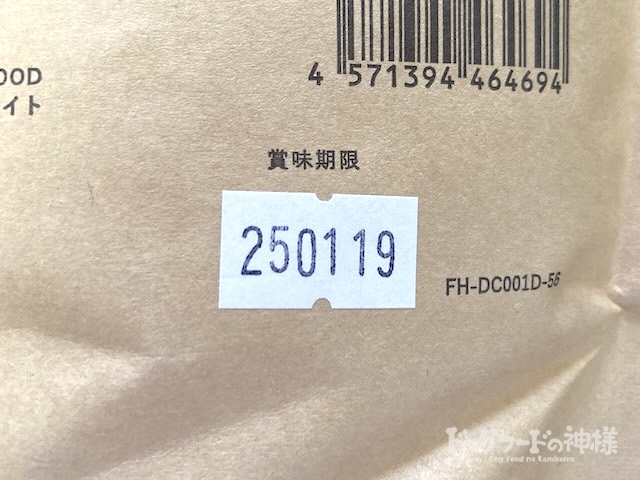 4 571394 464694
OOD
イト
賞味期限
250119
FH-DC001D-56
ドッグフードの神様
Dog Food no Kamisama